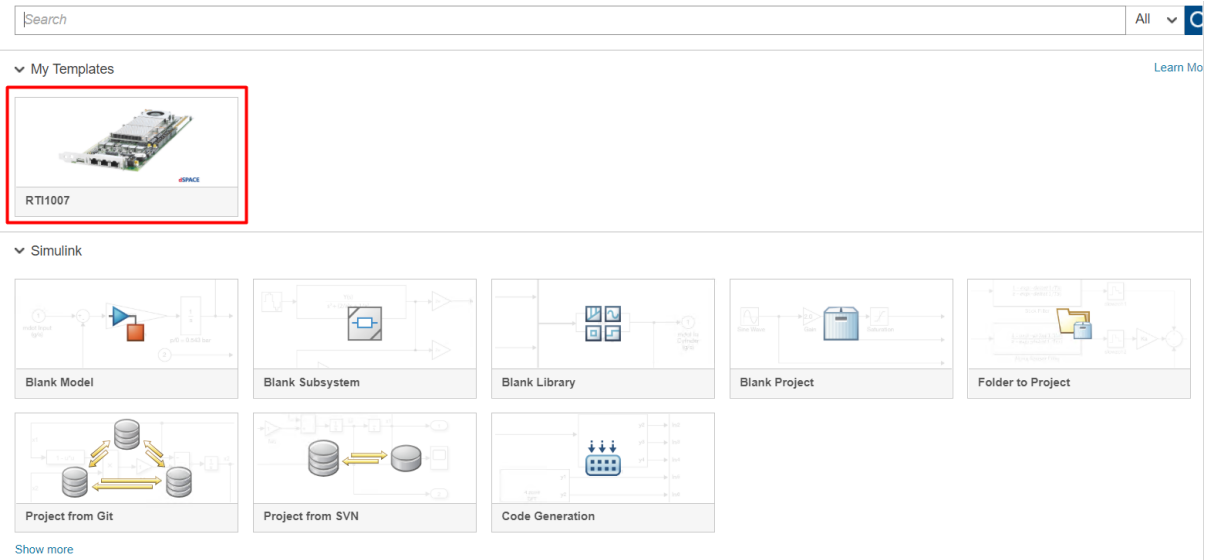 Search
All
My Templates
Learn Mo
dSPACE
RTI1007
Simulink
Blank Model
Blank Subsystem
Blank Library
Blank Project
Folder to Project
Project from Git
Project from SVN
Code Generation
Show more